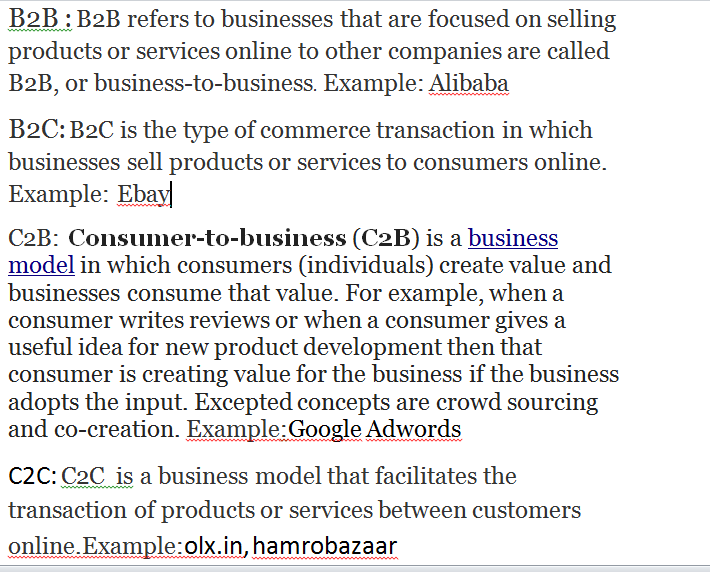 B2B : B2B refers to businesses that are focused on selling
products or services online to other companies are called
B2B, or business-to-business. Example: Alibaba
B2C: B2C is the type of commerce transaction in which
businesses sell products or services to consumers online.
Example: Ebay
C2B: Consumer-to-business (C2B) is a business
model in which consumers (individuals) create value and
businesses consume that value. For example, when a
consumer writes reviews or when a consumer gives a
useful idea for new product development then that
consumer is creating value for the business if the business
adopts the input. Excepted concepts are crowd sourcing
and co-creation. Example:Google Adwords
C2C: C2C is a business model that facilitates the
transaction of products or services between customers
online.Example:olx.in, hamrobazaar